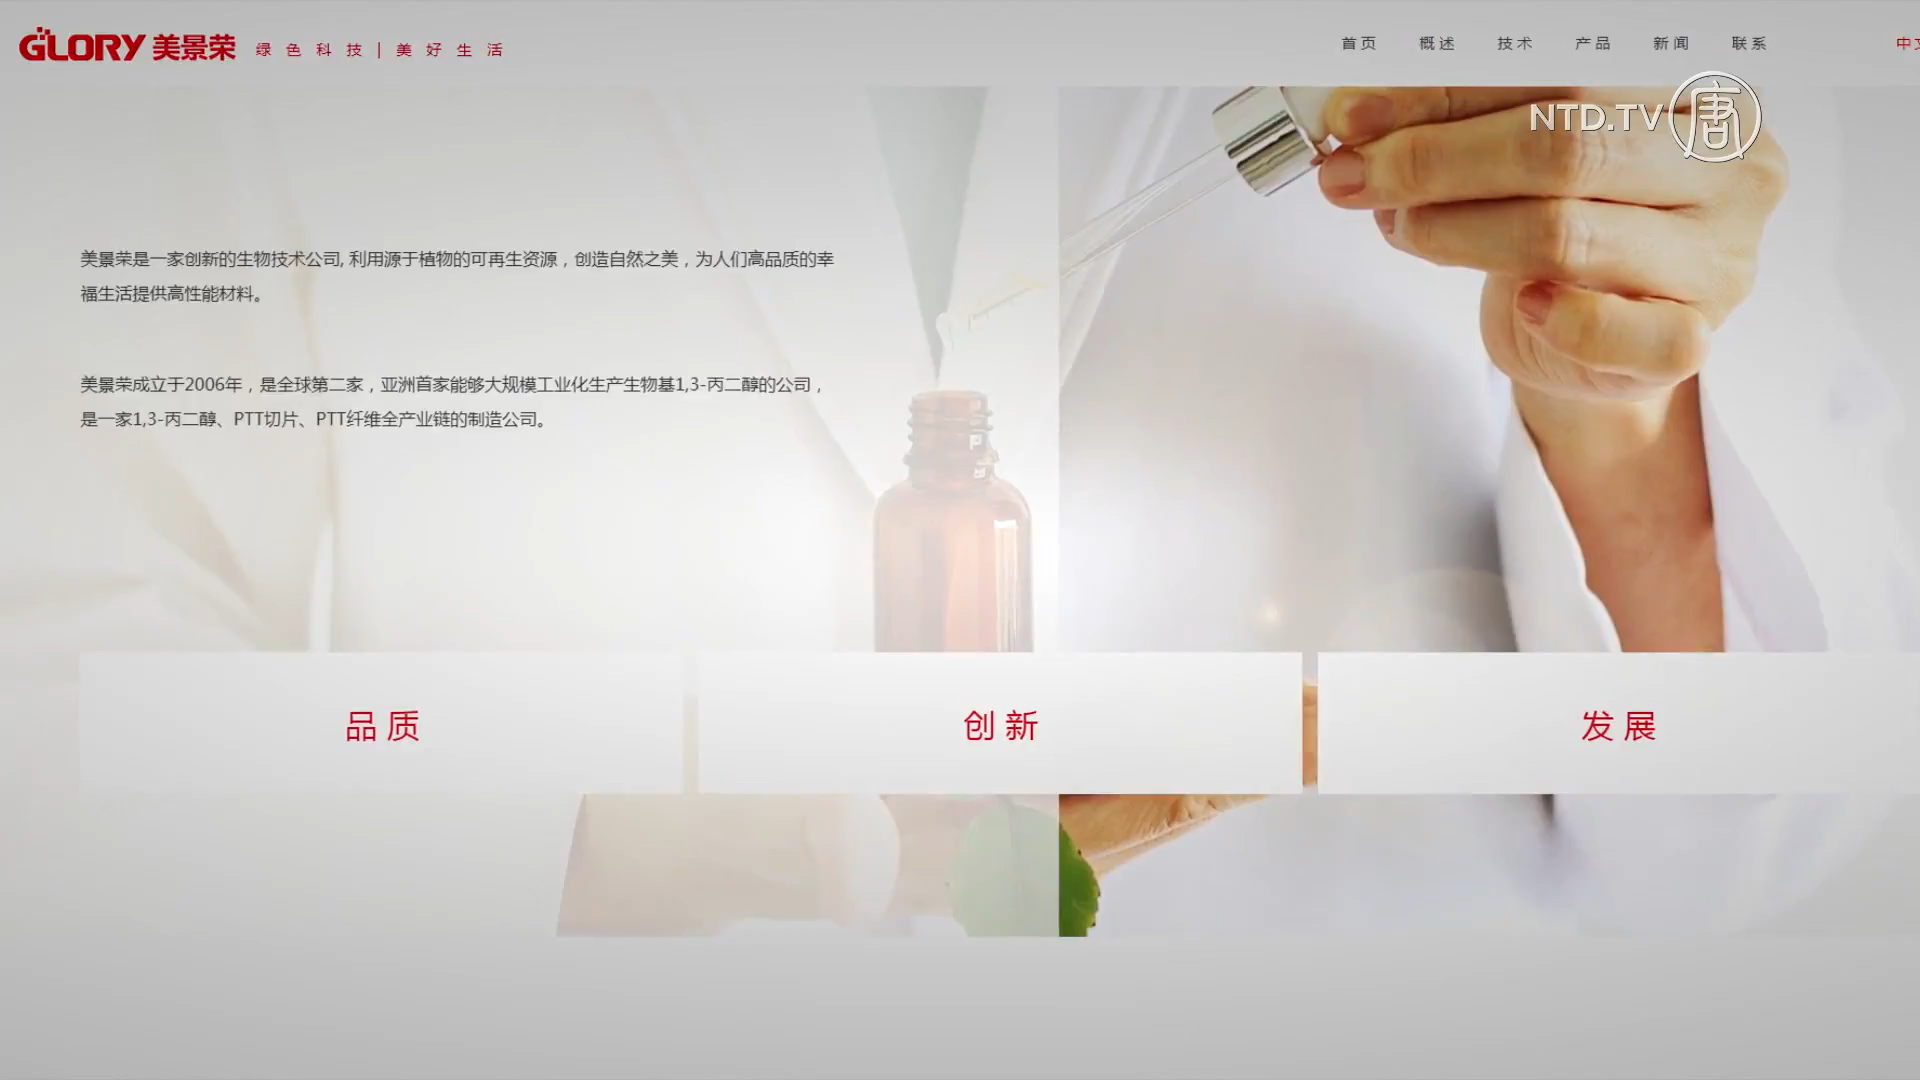 GLORY 美景荣 绿色科技 | 美好生活
首页 概述 技术 产品 新闻 联系
NTD.TV 唐
美景荣是一家创新的生物技术公司, 利用源于植物的可再生资源，创造自然之美，为人们高品质的幸
福生活提供高性能材料。
美景荣成立于2006年，是全球第二家，亚洲首家能够大规模工业化生产生物基1,3-丙二醇的公司，
是一家1,3-丙二醇、PTT切片、PTT纤维全产业链的制造公司。
品质 创新 发展